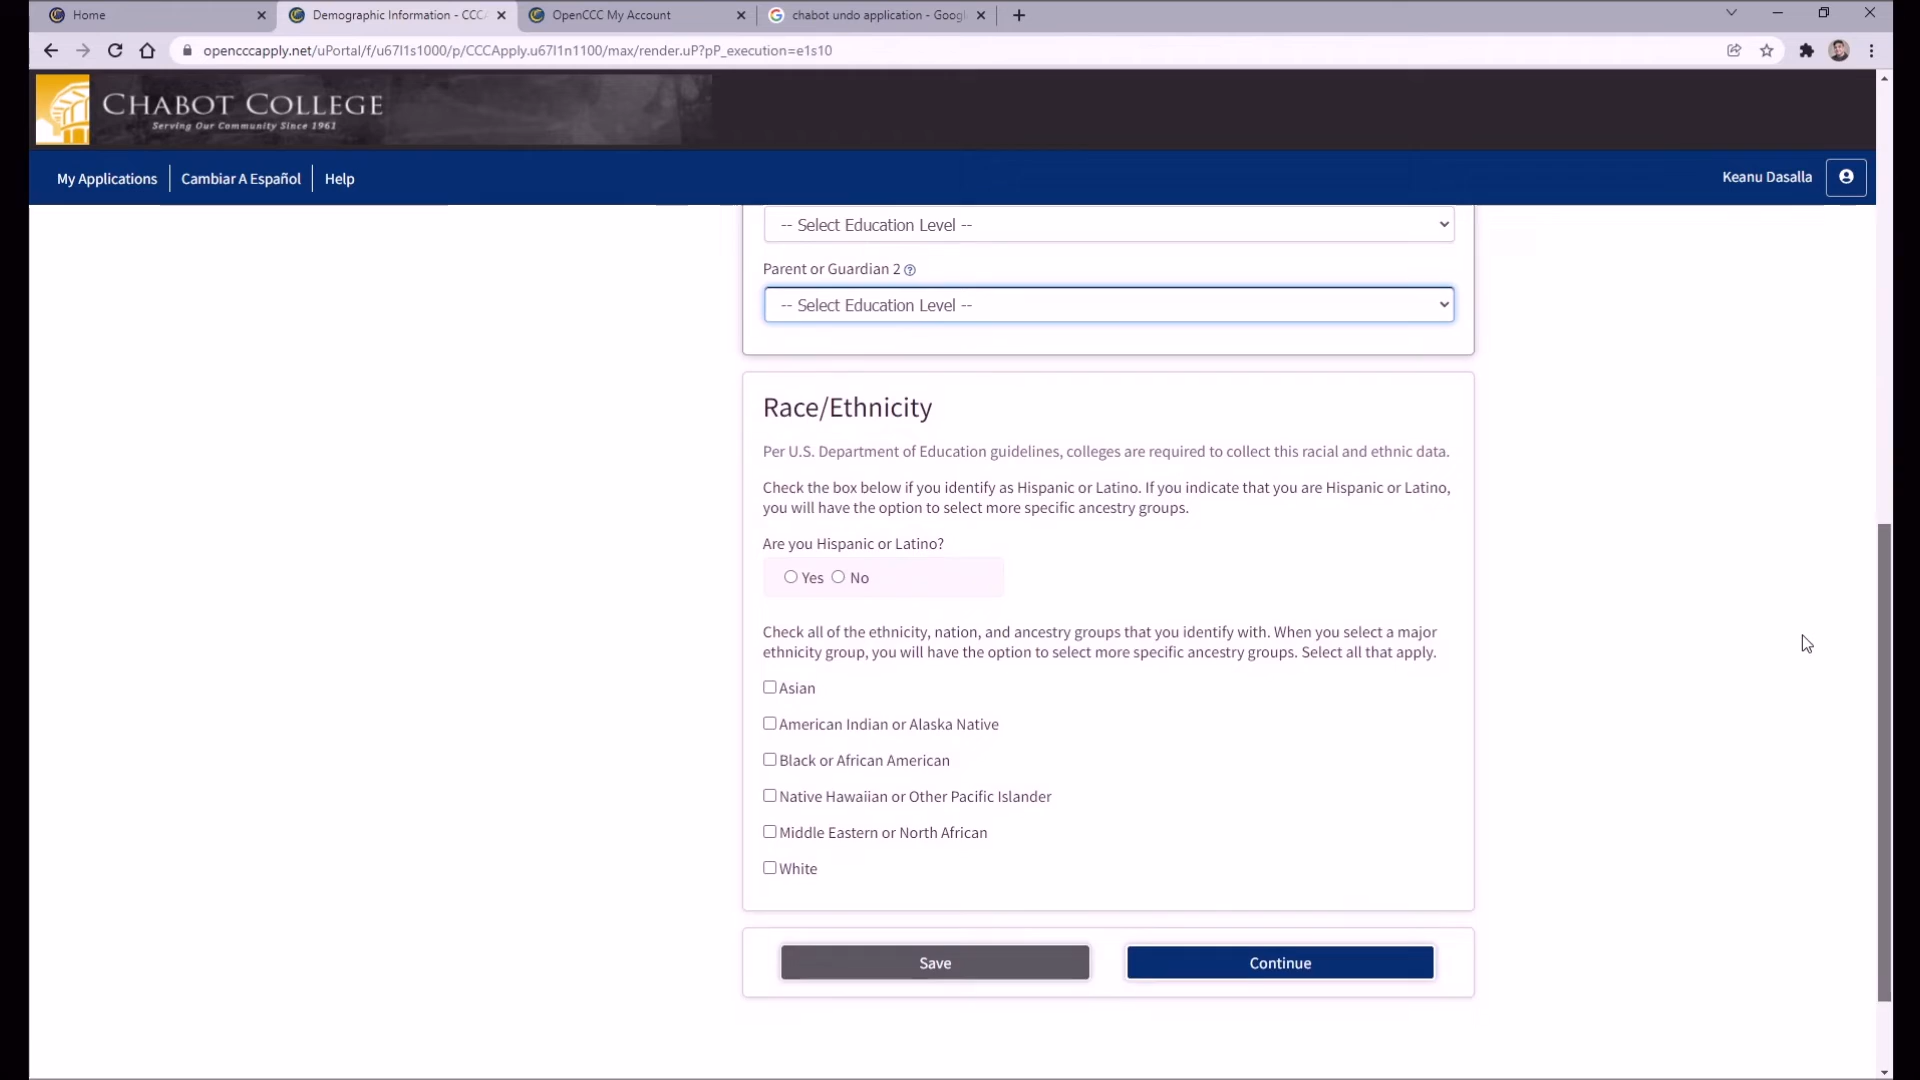 Home
Demographic Information - CCCA
OpenCCC My Account
chabot undo application - Googl
opencccapply.net/uPortal/f/u67l1s1000/p/CCCApply.u67l1n1100/max/render.uP?pP_execution=e1s10
CHABOT COLLEGE
Serving Our Community Since 1961
My Applications
Cambiar A Español
Help
Keanu Dasalla
-- Select Education Level --
Parent or Guardian 2
-- Select Education Level --
Race/Ethnicity
Per U.S. Department of Education guidelines, colleges are required to collect this racial and ethnic data.
Check the box below if you identify as Hispanic or Latino. If you indicate that you are Hispanic or Latino,
you will have the option to select more specific ancestry groups.
Are you Hispanic or Latino?
Yes No
Check all of the ethnicity, nation, and ancestry groups that you identify with. When you select a major
ethnicity group, you will have the option to select more specific ancestry groups. Select all that apply.
Asian
American Indian or Alaska Native
Black or African American
Native Hawaiian or Other Pacific Islander
Middle Eastern or North African
White
Save
Continue